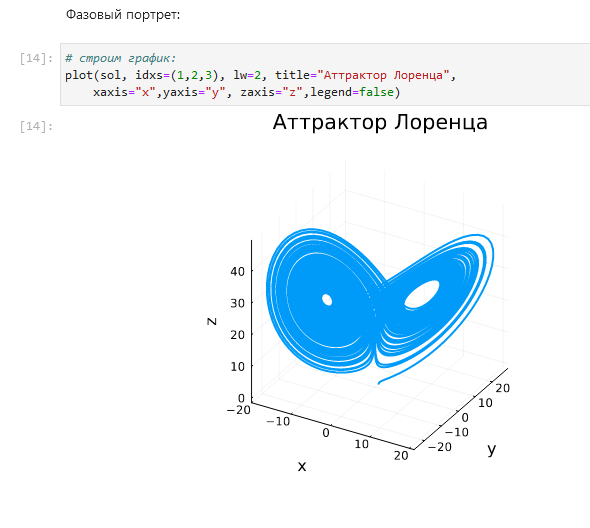 Фазовый портрет:
[14]:
# строим график:
plot(sol, idxs=(1,2,3), lw=2, title="Аттрактор Лоренца",
xaxis="x",yaxis="y", zaxis="z",legend=false)
[14]:
Аттрактор Лоренца
40
30
20
10
0
z
−20
−10
0
10
20
x
−20
−10
0
10
20
y